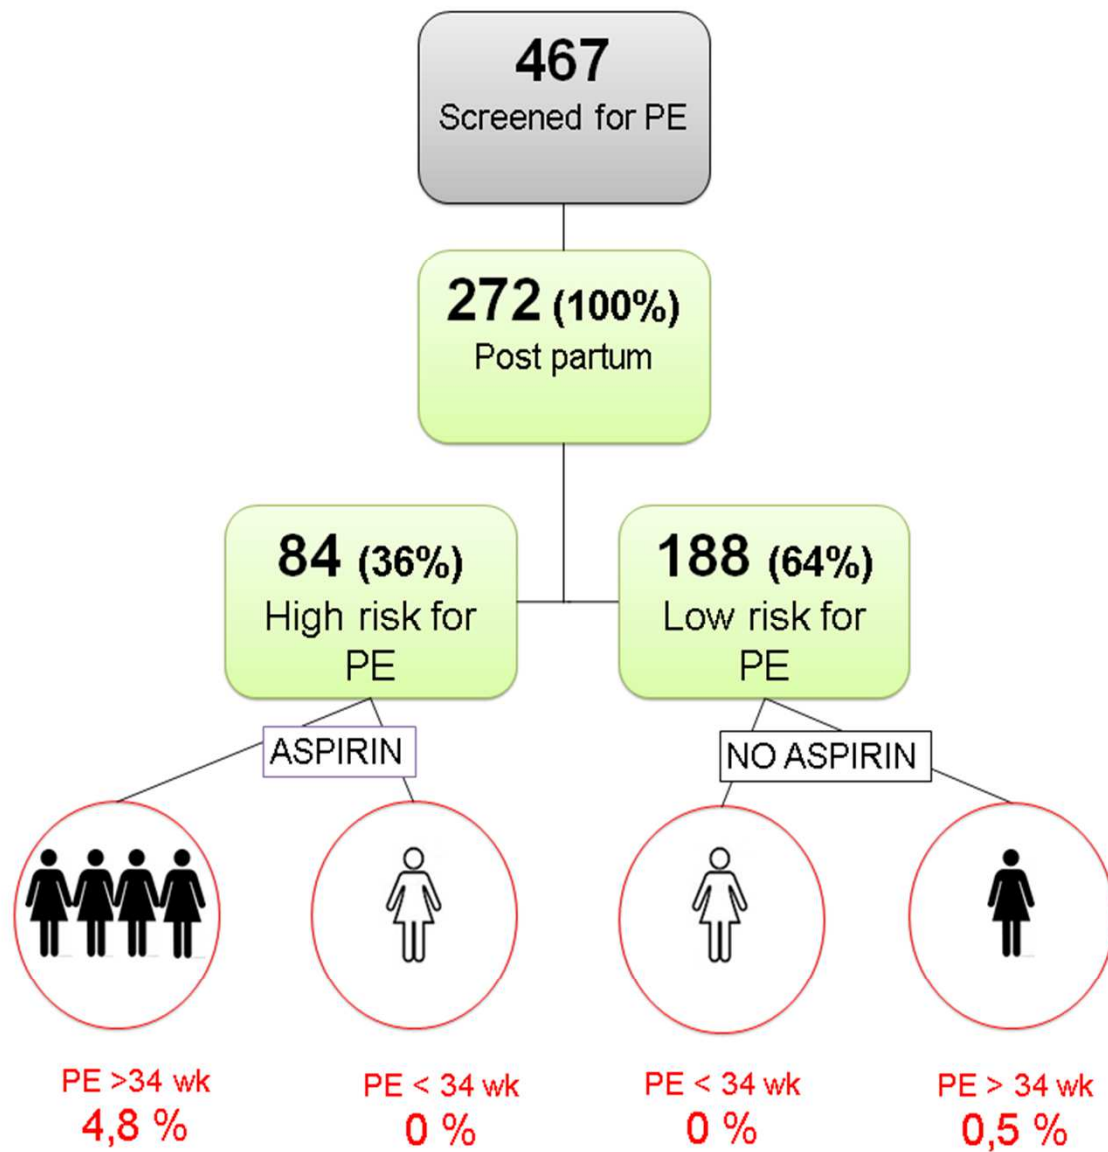 467
Screened for PE
272 (100%)
Post partum
84 (36%)
High risk for
PE
188 (64%)
Low risk for
PE
ASPIRIN
NO ASPIRIN
PE >34 wk
4,8 %
PE < 34 wk
0 %
PE < 34 wk
0 %
PE > 34 wk
0,5 %